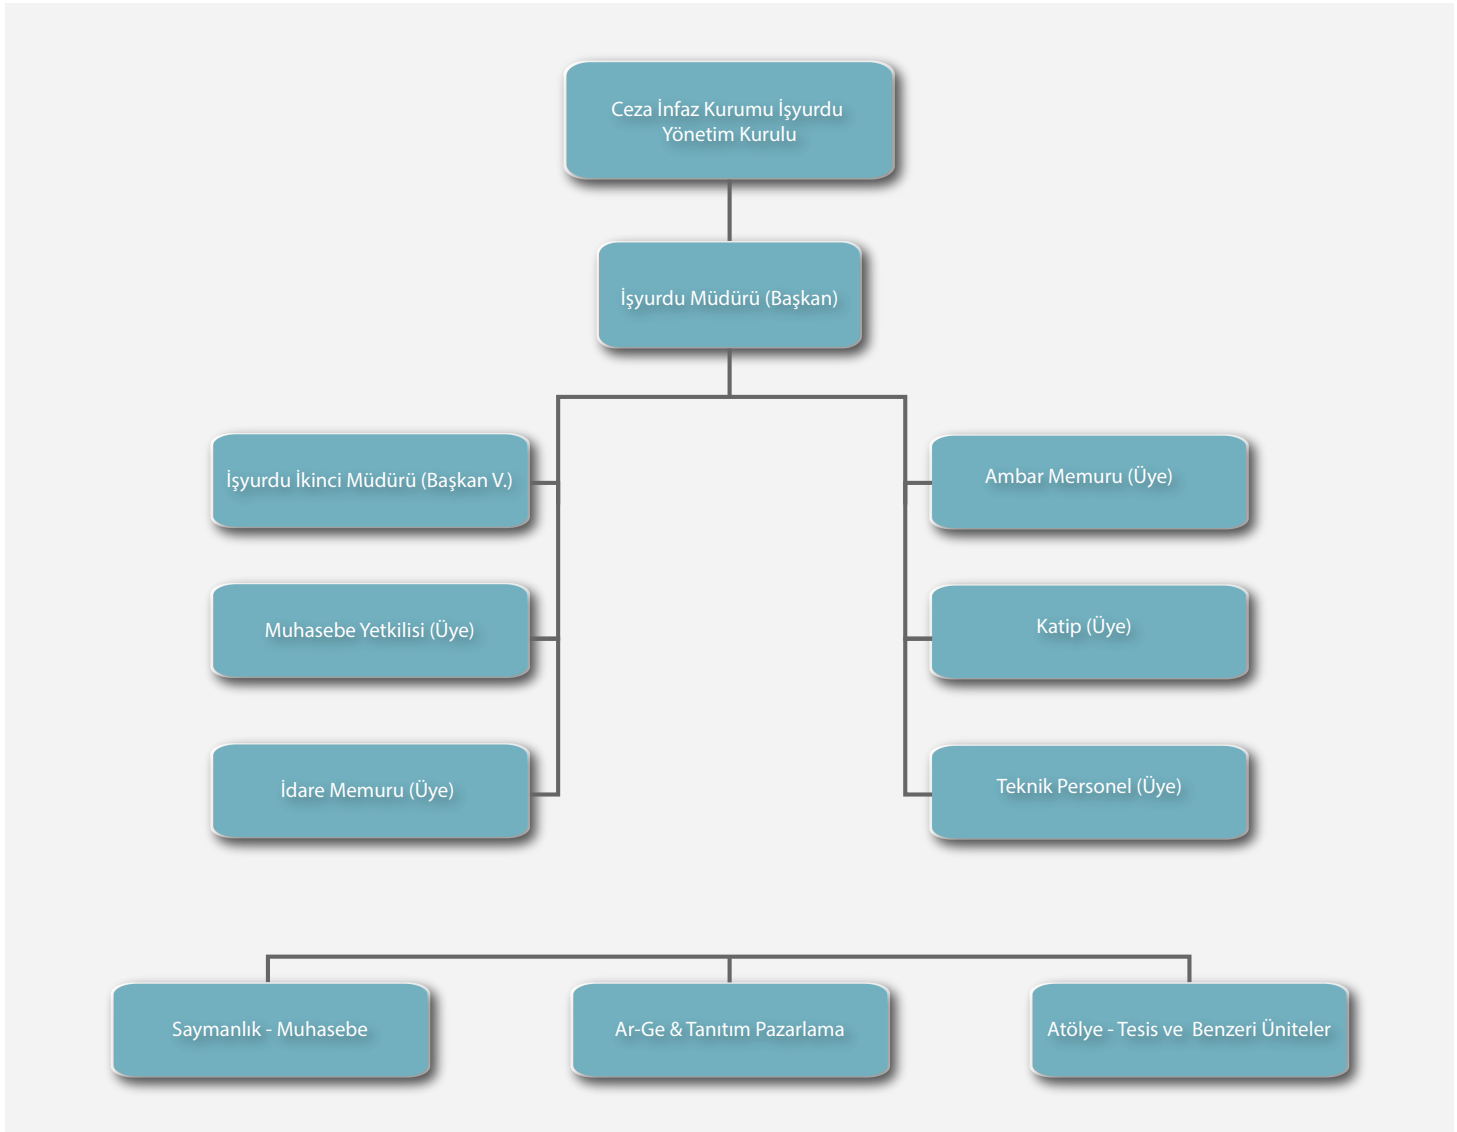 Ceza İnfaz Kurumu İşyurdu
Yönetim Kurulu
İşyurdu Müdürü (Başkan)
İşyurdu İkinci Müdürü (Başkan V.)
Ambar Memuru (Üye)
Muhasebe Yetkilisi (Üye)
Katip (Üye)
İdare Memuru (Üye)
Teknik Personel (Üye)
Saymanlık - Muhasebe
Ar-Ge & Tanıtım Pazarlama
Atölye - Tesis ve Benzeri Üniteler